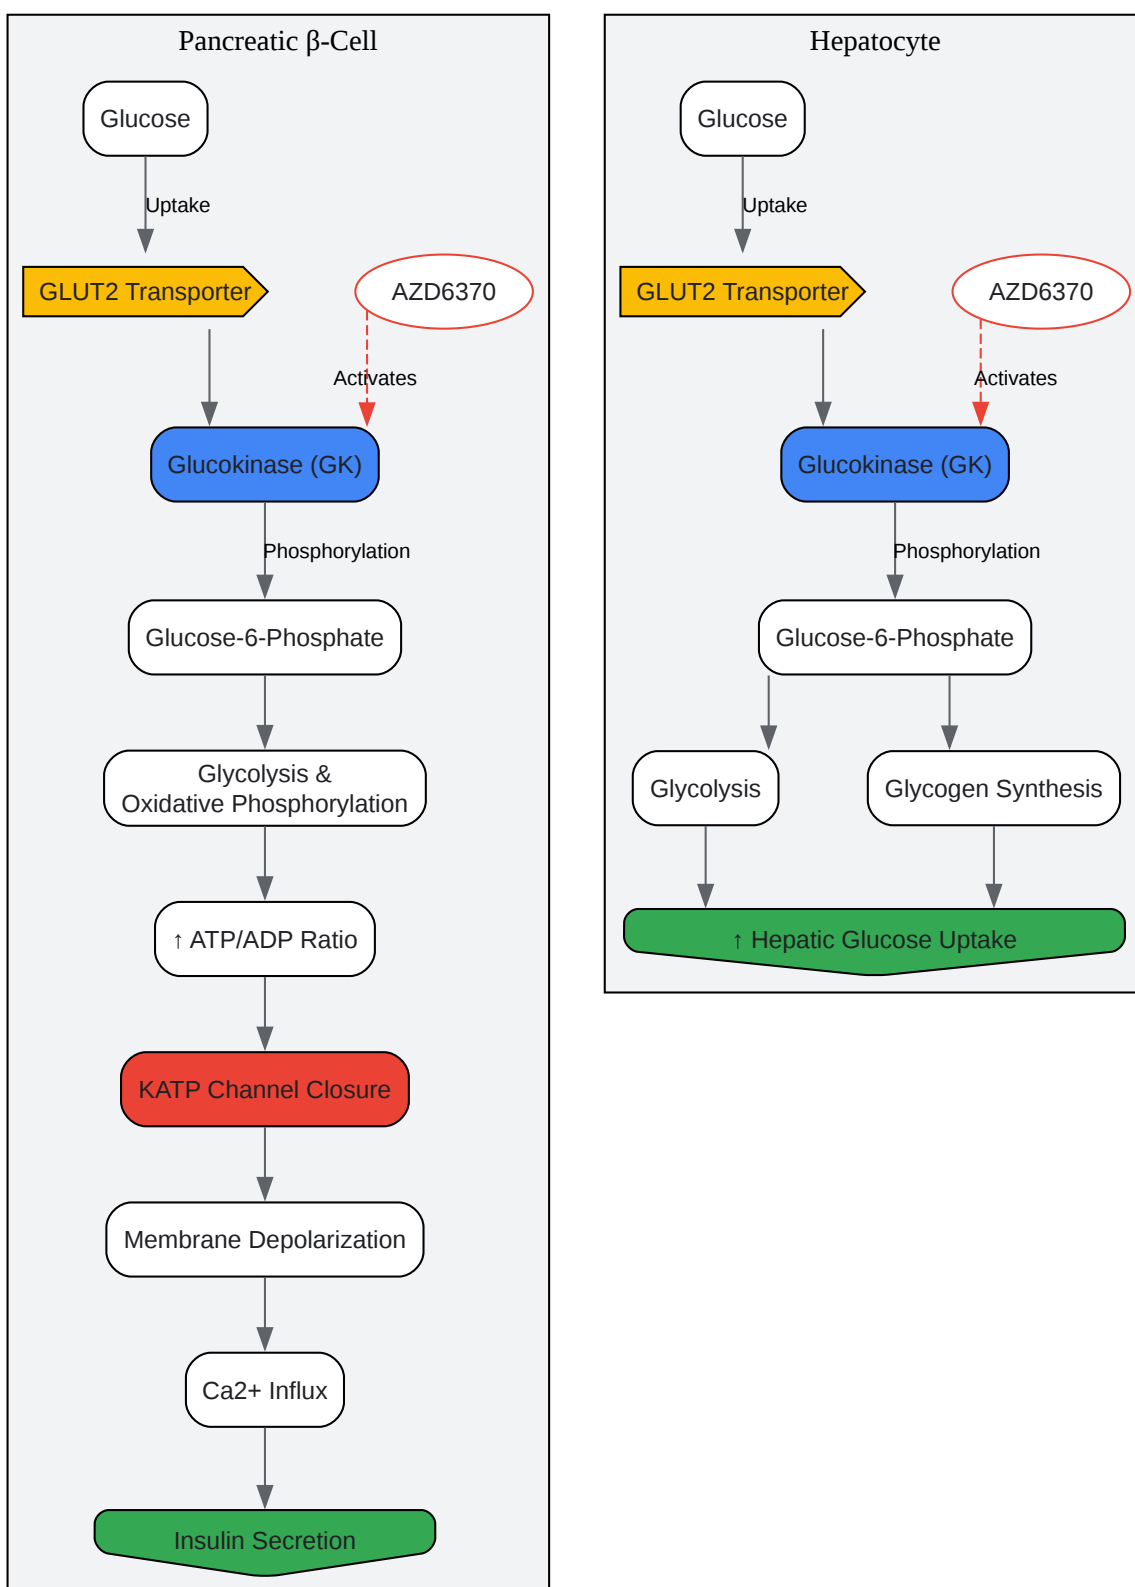 Pancreatic β-Cell
Glucose
Uptake
GLUT2 Transporter
AZD6370
Activates
Glucokinase (GK)
Phosphorylation
Glucose-6-Phosphate
Glycolysis &
Oxidative Phosphorylation
↑ ATP/ADP Ratio
KATP Channel Closure
Membrane Depolarization
Ca2+ Influx
Insulin Secretion
Hepatocyte
Glucose
Uptake
GLUT2 Transporter
AZD6370
Activates
Glucokinase (GK)
Phosphorylation
Glucose-6-Phosphate
Glycolysis
Glycogen Synthesis
↑ Hepatic Glucose Uptake